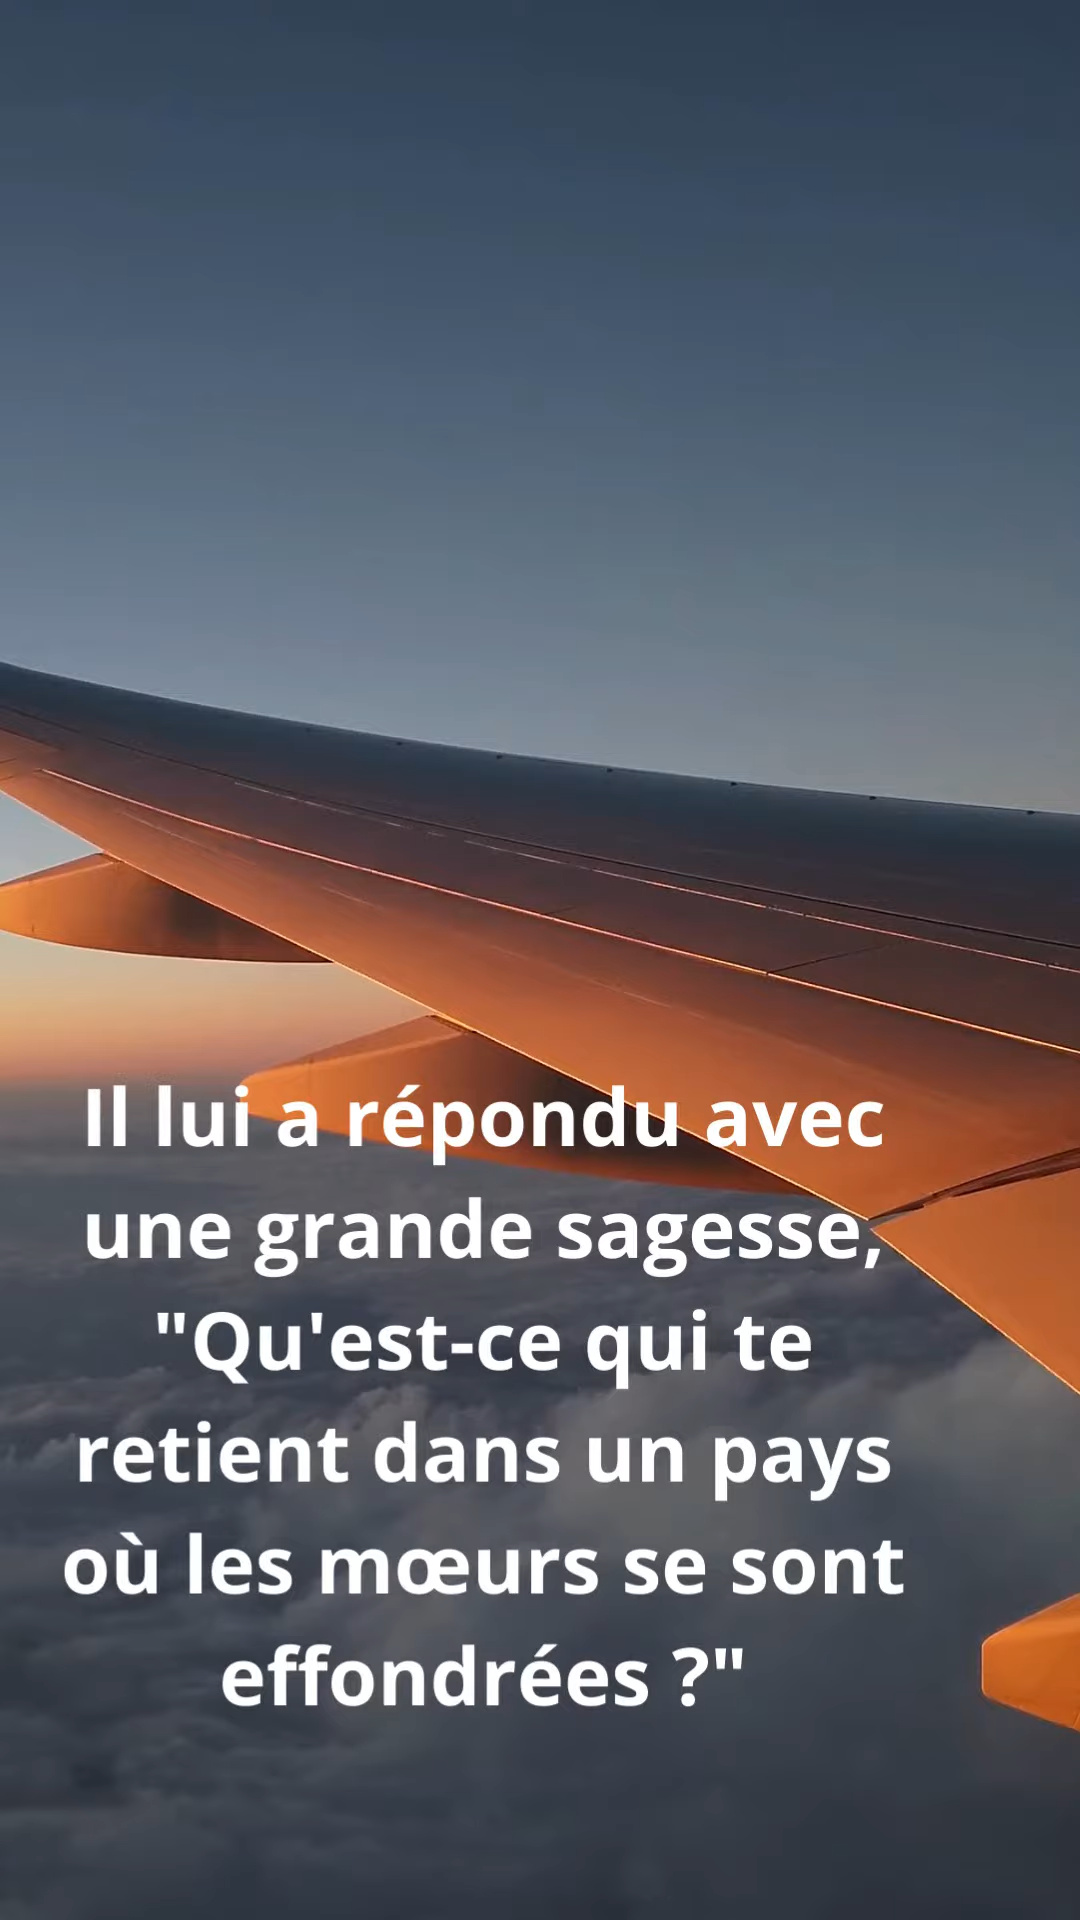 Il lui a répondu avec
une grande sagesse,
"Qu'est-ce qui te
retient dans un pays
où les mœurs se sont
effondrées ?"